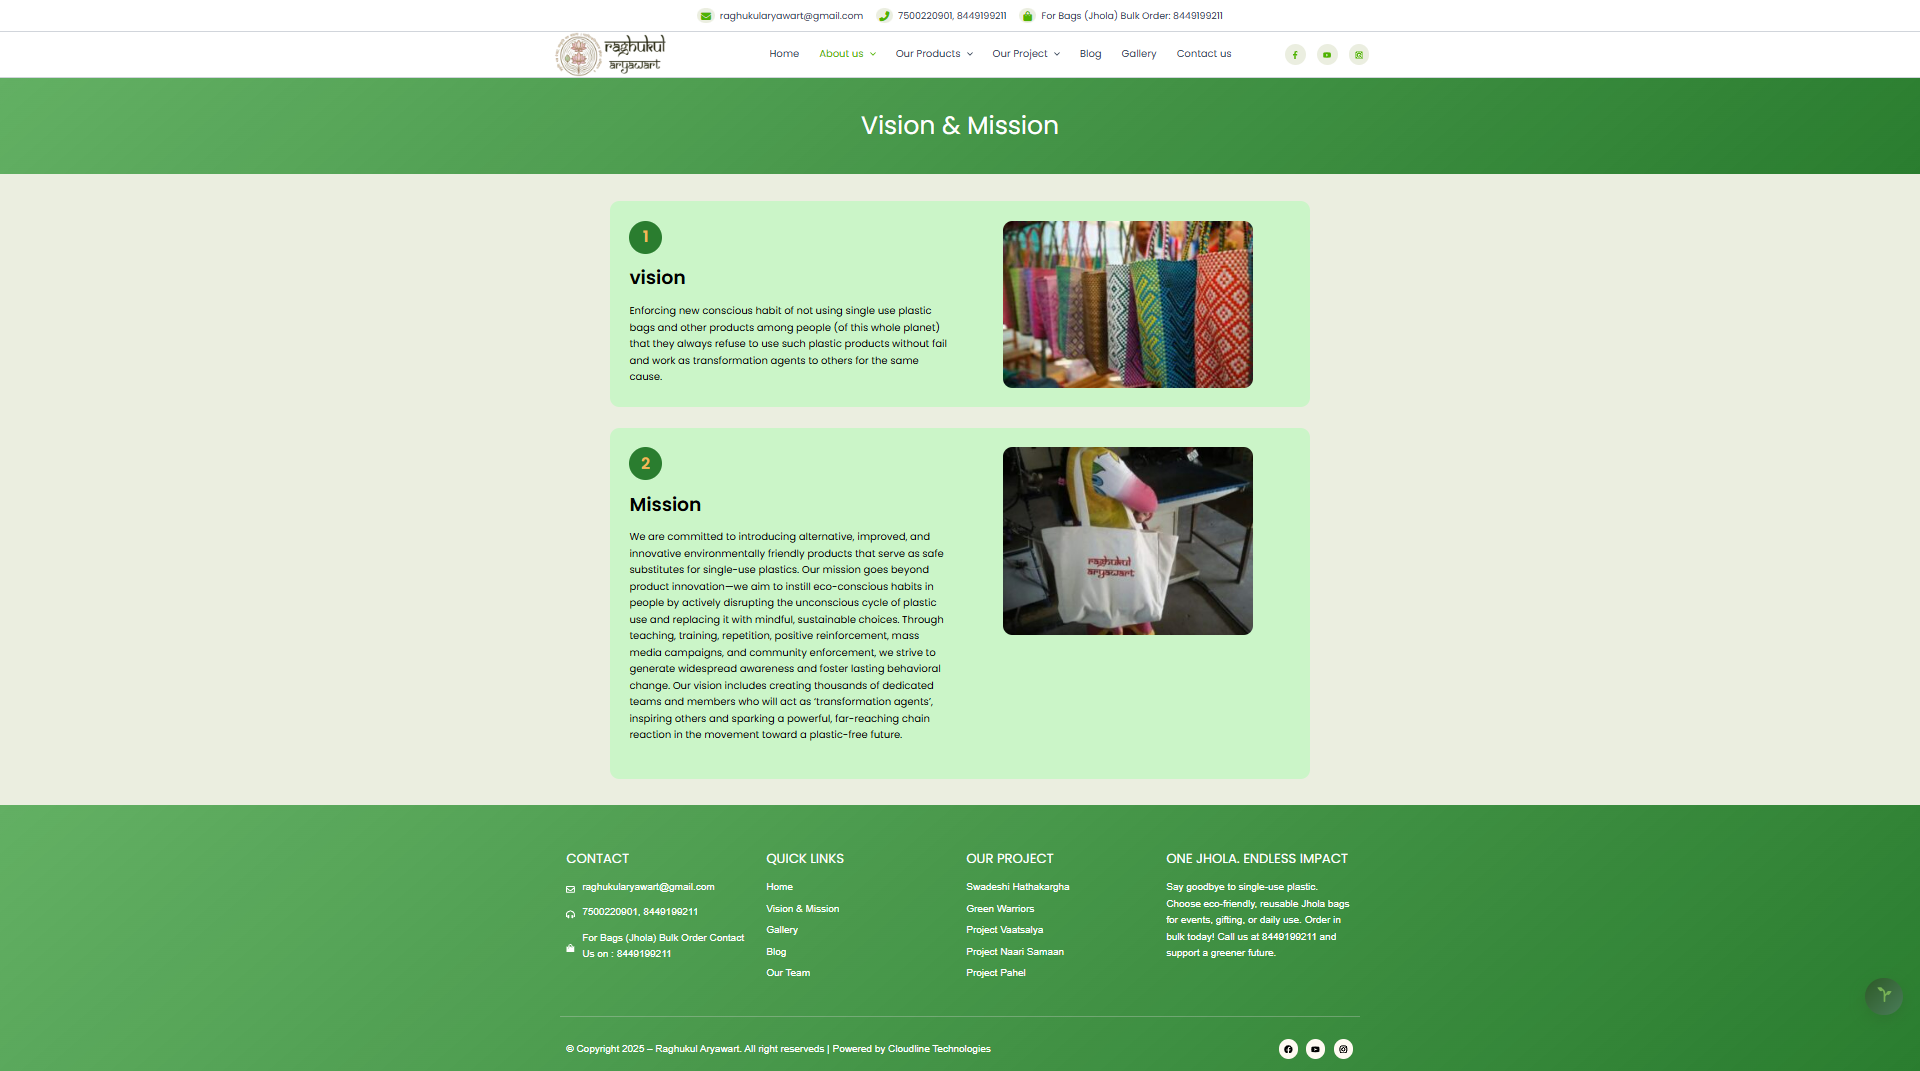 raghukularyawart@gmail.com 7500220901, 8449199211 For Bags (Jhola) Bulk Order: 8449199211
raghukul
aryawart
Home About us Our Products Our Project Blog Gallery Contact us
Vision & Mission
1
vision
Enforcing new conscious habit of not using single use plastic
bags and other products among people (of this whole planet)
that they always refuse to use such plastic products without fail
and work as transformation agents to others for the same
cause.
2
Mission
We are committed to introducing alternative, improved, and
innovative environmentally friendly products that serve as safe
substitutes for single-use plastics. Our mission goes beyond
product innovation—we aim to instill eco-conscious habits in
people by actively disrupting the unconscious cycle of plastic
use and replacing it with mindful, sustainable choices. Through
teaching, training, repetition, positive reinforcement, mass
media campaigns, and community enforcement, we strive to
generate widespread awareness and foster lasting behavioral
change. Our vision includes creating thousands of dedicated
teams and members who will act as ‘transformation agents’,
inspiring others and sparking a powerful, far-reaching chain
reaction in the movement toward a plastic-free future.
raghukul
aryawart
CONTACT
raghukularyawart@gmail.com
7500220901, 8449199211
For Bags (Jhola) Bulk Order Contact
Us on : 8449199211
QUICK LINKS
Home
Vision & Mission
Gallery
Blog
Our Team
OUR PROJECT
Swadeshi Hathakargha
Green Warriors
Project Vaatsalya
Project Naari Samaan
Project Pahel
ONE JHOLA. ENDLESS IMPACT
Say goodbye to single-use plastic.
Choose eco-friendly, reusable Jhola bags
for events, gifting, or daily use. Order in
bulk today! Call us at 8449199211 and
support a greener future.
© Copyright 2025 – Raghukul Aryawart. All right reserveds | Powered by Cloudline Technologies